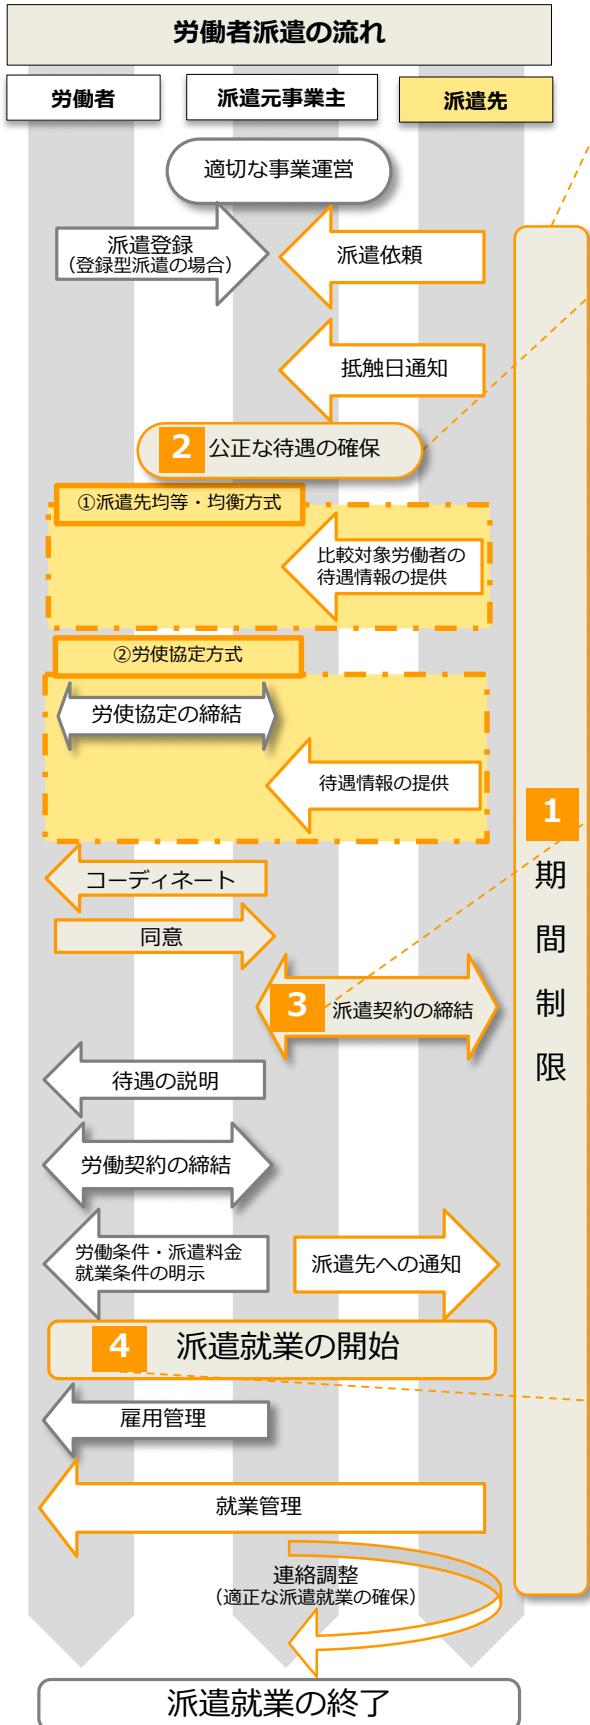 労働者派遣の流れ
労働者
派遣元事業主
派遣先
適切な事業運営
派遣登録
（登録型派遣の場合）
派遣依頼
抵触日通知
2 公正な待遇の確保
①派遣先均等・均衡方式
比較対象労働者の
待遇情報の提供
②労使協定方式
労使協定の締結
待遇情報の提供
1
期
間
制
限
コーディネート
同意
3 派遣契約の締結
待遇の説明
労働契約の締結
労働条件・派遣料金
就業条件の明示
派遣先への通知
4 派遣就業の開始
雇用管理
就業管理
連絡調整
（適正な派遣就業の確保）
派遣就業の終了